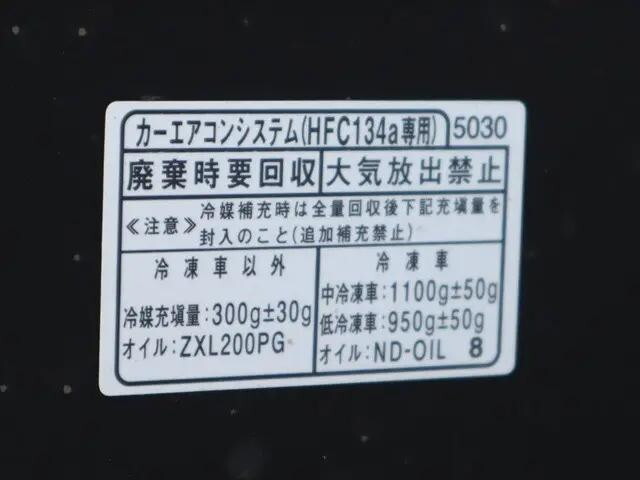 カーエアコンシステム(HFC134a専用) 5030
廃棄時要回収 大気放出禁止
≪注意≫ 冷媒補充時は全量回収後下記充填量を
封入のこと(追加補充禁止)
冷凍車以外
冷媒充填量:300g±30g
オイル:ZXL200PG
冷凍車
中冷凍車:1100g±50g
低冷凍車:950g±50g
オイル:ND-OIL 8